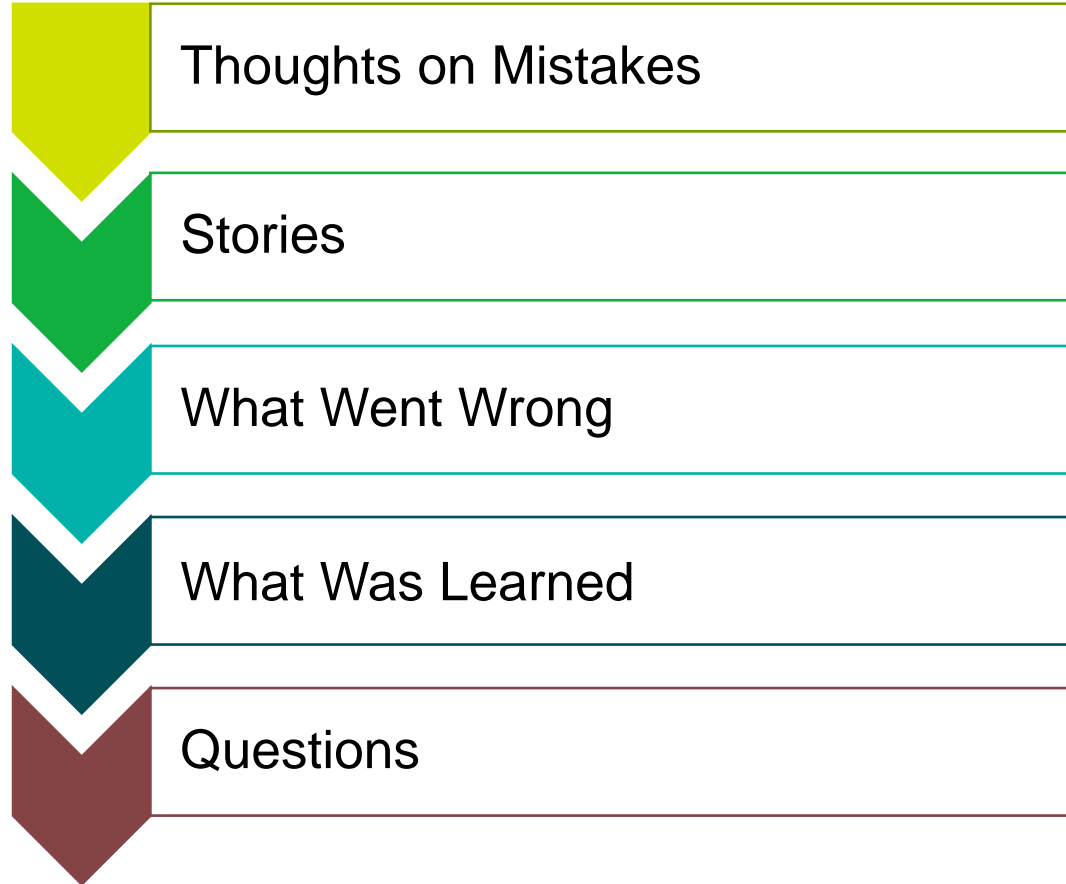 Thoughts on Mistakes
Stories
What Went Wrong
What Was Learned
Questions